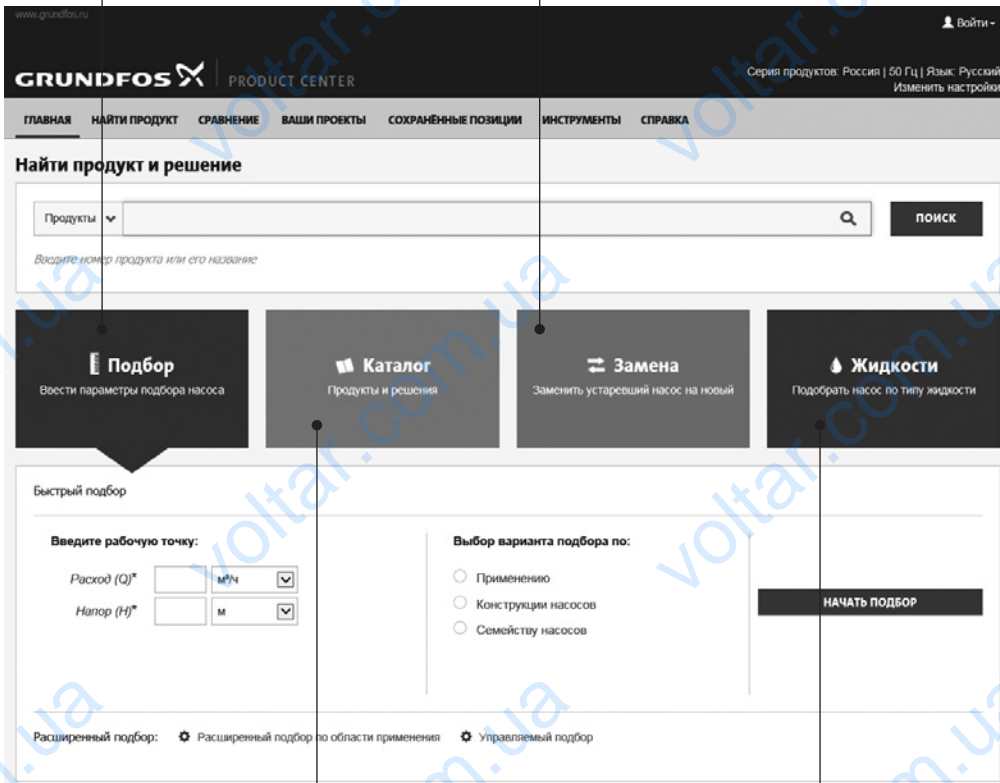 www.grundfos.ru
Войти
GRUNDFOS PRODUCT CENTER
Серия продуктов: Россия | 50 Гц | Язык: Русский
Изменить настройки
ГЛАВНАЯ НАЙТИ ПРОДУКТ СРАВНЕНИЕ ВАШИ ПРОЕКТЫ СОХРАНЁННЫЕ ПОЗИЦИИ ИНСТРУМЕНТЫ СПРАВКА
Найти продукт и решение
Продукты
ПОИСК
Введите номер продукта или его название
Подбор
Ввести параметры подбора насоса
Каталог
Продукты и решения
Замена
Заменить устаревший насос на новый
Жидкости
Подобрать насос по типу жидкости
Быстрый подбор
Введите рабочую точку:
Расход (Q)* м³/ч
Напор (H)* м
Выбор варианта подбора по:
Применению
Конструкции насосов
Семейству насосов
НАЧАТЬ ПОДБОР
Расширенный подбор: Расширенный подбор по области применения Управляемый подбор
voltar.com.ua